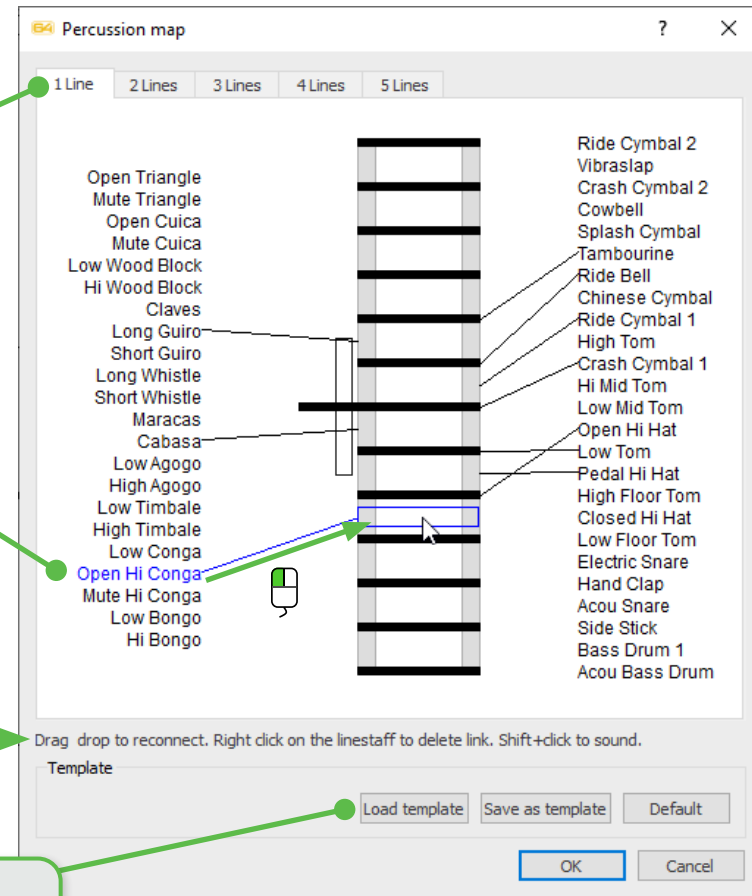 64 Percussion map ? ×
1 Line 2 Lines 3 Lines 4 Lines 5 Lines
Open Triangle
Mute Triangle
Open Cuica
Mute Cuica
Low Wood Block
Hi Wood Block
Claves
Long Guiro
Short Guiro
Long Whistle
Short Whistle
Maracas
Cabasa
Low Agogo
High Agogo
Low Timbale
High Timbale
Low Conga
Open Hi Conga
Mute Hi Conga
Low Bongo
Hi Bongo
Ride Cymbal 2
Vibraslap
Crash Cymbal 2
Cowbell
Splash Cymbal
Tambourine
Ride Bell
Chinese Cymbal
Ride Cymbal 1
High Tom
Crash Cymbal 1
Hi Mid Tom
Low Mid Tom
Open Hi Hat
Low Tom
Pedal Hi Hat
High Floor Tom
Closed Hi Hat
Low Floor Tom
Electric Snare
Hand Clap
Acou Snare
Side Stick
Bass Drum 1
Acou Bass Drum
Drag drop to reconnect. Right click on the linestaff to delete link. Shift+click to sound.
Template
Load template Save as template Default
OK Cancel